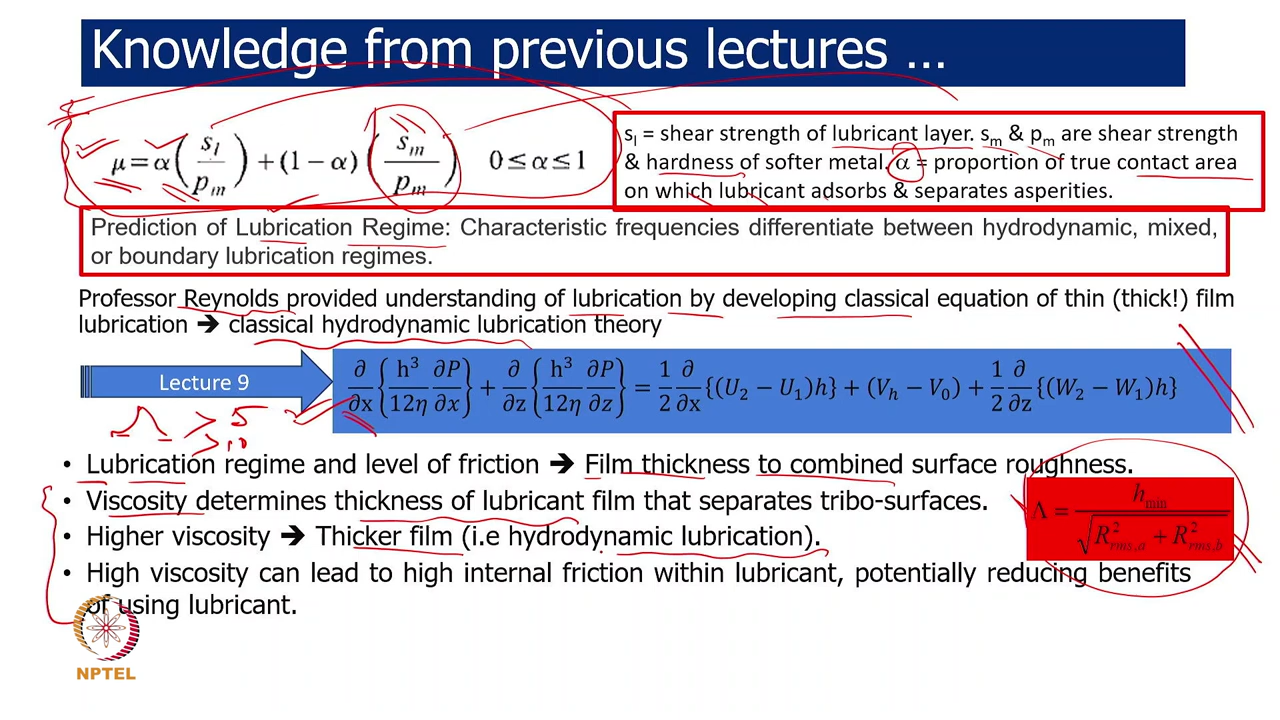 Knowledge from previous lectures ...
μ = α(s_l / p_m) + (1 − α)(s_m / p_m)   0 ≤ α ≤ 1
s_l = shear strength of lubricant layer. s_m & p_m are shear strength
& hardness of softer metal. α = proportion of true contact area
on which lubricant adsorbs & separates asperities.
Prediction of Lubrication Regime: Characteristic frequencies differentiate between hydrodynamic, mixed,
or boundary lubrication regimes.
Professor Reynolds provided understanding of lubrication by developing classical equation of thin (thick!) film
lubrication → classical hydrodynamic lubrication theory
Lecture 9
∂/∂x {h³/12η ∂P/∂x} + ∂/∂z {h³/12η ∂P/∂z} = 1/2 ∂/∂x {(U₂ − U₁)h} + (V_h − V₀) + 1/2 ∂/∂z {(W₂ − W₁)h}
Λ > 5
> 10
• Lubrication regime and level of friction → Film thickness to combined surface roughness.
• Viscosity determines thickness of lubricant film that separates tribo-surfaces.
Λ = h_min / √(R²_rms,a + R²_rms,b)
• Higher viscosity → Thicker film (i.e hydrodynamic lubrication).
• High viscosity can lead to high internal friction within lubricant, potentially reducing benefits
of using lubricant.
NPTEL